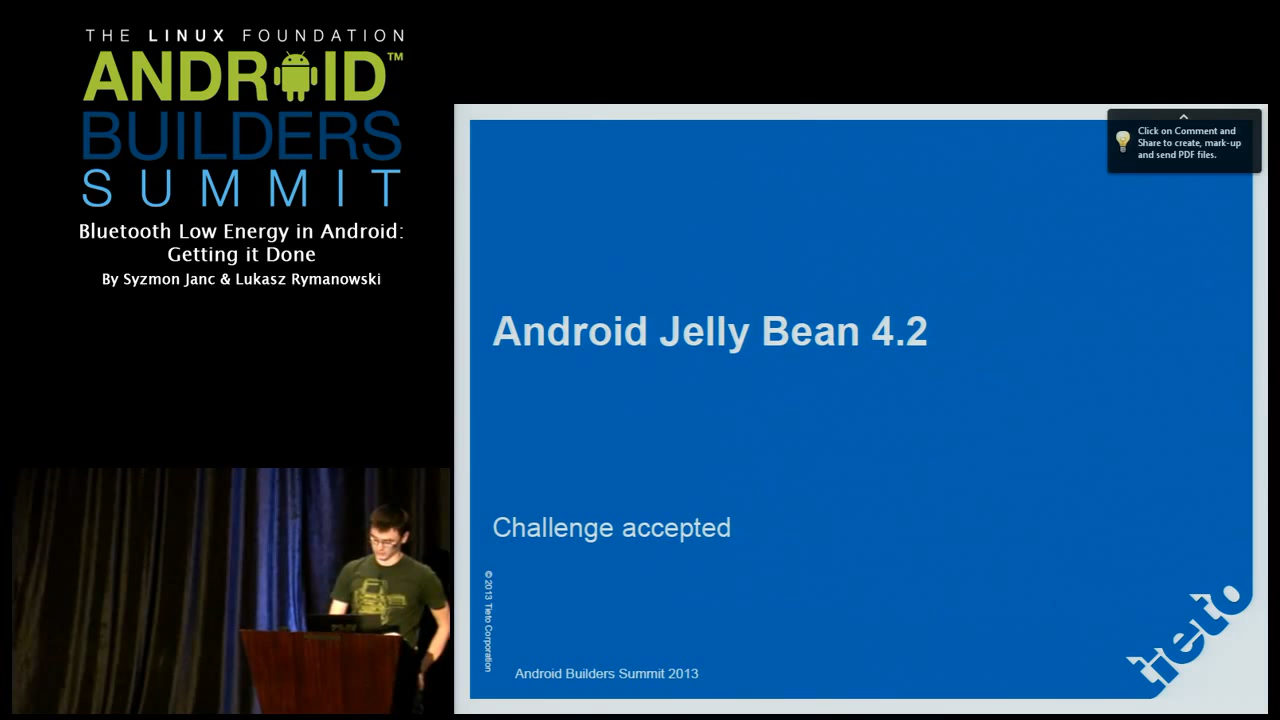 THE LINUX FOUNDATION
ANDROID™
BUILDERS
SUMMIT
Bluetooth Low Energy in Android:
Getting it Done
By Syzmon Janc & Lukasz Rymanowski
Click on Comment and
Share to create, mark-up
and send PDF files.
Android Jelly Bean 4.2
Challenge accepted
© 2013 Tieto Corporation
Android Builders Summit 2013
tieto